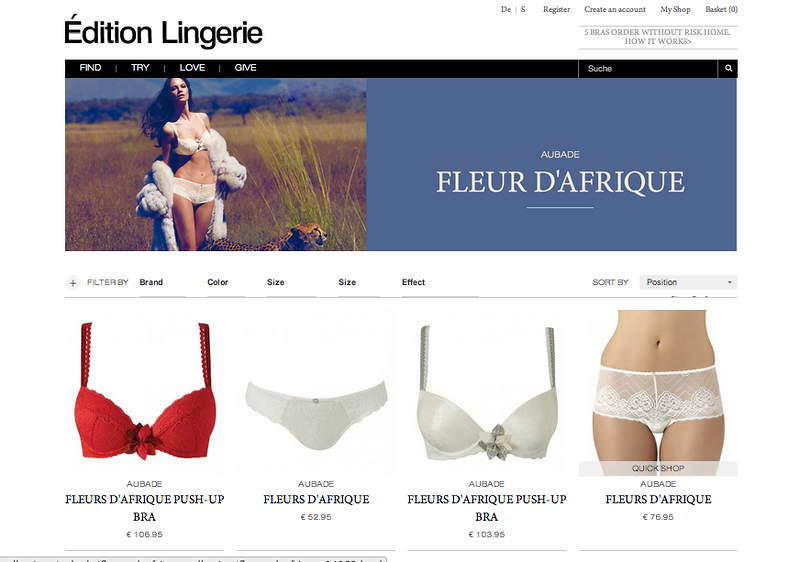 De | S Register Create an account My Shop Basket (0)
Édition Lingerie
5 BRAS ORDER WITHOUT RISK HOME.
HOW IT WORKS>
FIND | TRY | LOVE | GIVE Suche
AUBADE
FLEUR D'AFRIQUE
+ FILTER BY Brand Color Size Size Effect SORT BY Position
QUICK SHOP
AUBADE AUBADE AUBADE AUBADE
FLEURS D'AFRIQUE PUSH-UP FLEURS D'AFRIQUE FLEURS D'AFRIQUE PUSH-UP FLEURS D'AFRIQUE
BRA € 52.95 BRA € 76.95
€ 106.95 € 103.95